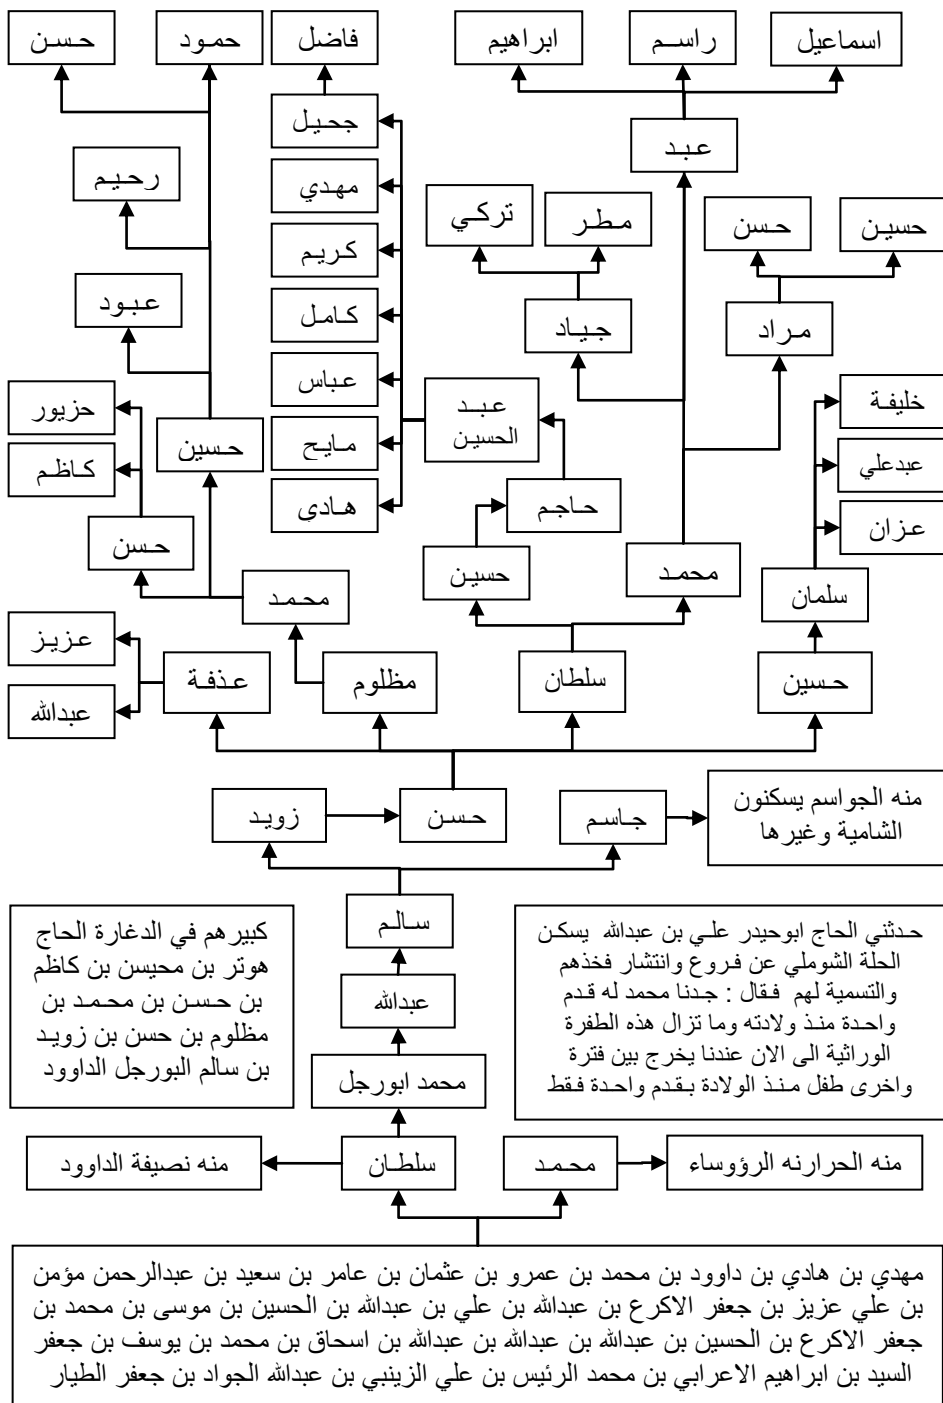 حسن
حمود
فاضل
ابراهيم
راسم
اسماعيل
جحيل
عبد
رحيم
مهدي
تركي
مطر
حسن
حسين
كريم
عبود
كامل
جياد
مراد
عباس
عبد
الحسين
خليفة
حزيور
حسين
مايح
عبدعلي
كاظم
هادي
حاجم
عزان
حسن
حسين
محمد
سلمان
محمد
عزيز
عذفة
مظلوم
سلطان
حسين
عبدالله
زويد
حسن
جاسم
منه الجواسم يسكنون
الشامية وغيرها
سالم
كبيرهم في الدغارة الحاج
هوتر بن محيسن بن كاظم
بن حسن بن محمد بن
مظلوم بن حسن بن زويد
بن سالم البورجل الداوود
حدثني الحاج ابوحيدر علي بن عبدالله يسكن
الحلة الشوملي عن فروع وانتشار فخذهم
والتسمية لهم فقال : جدنا محمد له قدم
واحدة منذ ولادته وما تزال هذه الطفرة
الوراثية الى الان عندنا يخرج بين فترة
واخرى طفل منذ الولادة بقدم واحدة فقط
عبدالله
محمد ابورجل
منه نصيفة الداوود
سلطان
محمد
منه الحرارنه الرؤوساء
مهدي بن هادي بن داوود بن محمد بن عمرو بن عثمان بن عامر بن سعيد بن عبدالرحمن مؤمن
بن علي عزيز بن جعفر الاكرع بن عبدالله بن علي بن عبدالله بن الحسين بن موسى بن محمد بن
جعفر الاكرع بن الحسين بن عبدالله بن عبدالله بن عبدالله بن اسحاق بن محمد بن يوسف بن جعفر
السيد بن ابراهيم الاعرابي بن محمد الرئيس بن علي الزينبي بن عبدالله الجواد بن جعفر الطيار